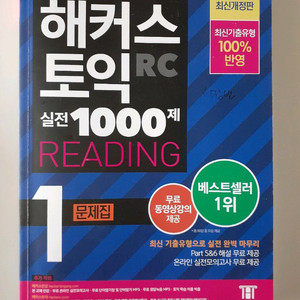 해커스
최신개정판
토익 RC
최신기출유형
100%
반영
실전 1000 제
READING
1 문제집
무료
동영상강의
제공
베스트셀러
1위
최신 기출유형으로 실전 완벽 마무리
Part 5&6 해설 무료 제공
온라인 실전모의고사 무료 제공